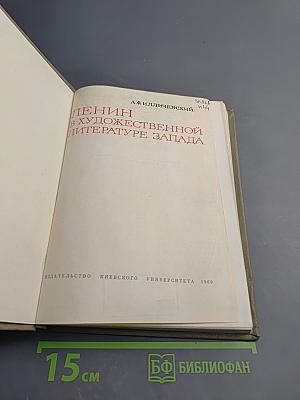 А.Ф. ИЛЛИЧЕВСКИЙ
ЛЕНИН
В ХУДОЖЕСТВЕННОЙ
ЛИТЕРАТУРЕ ЗАПАДА
ИЗДАТЕЛЬСТВО КИЕВСКОГО УНИВЕРСИТЕТА 1969
15 см
БФ БИБЛИОФАН